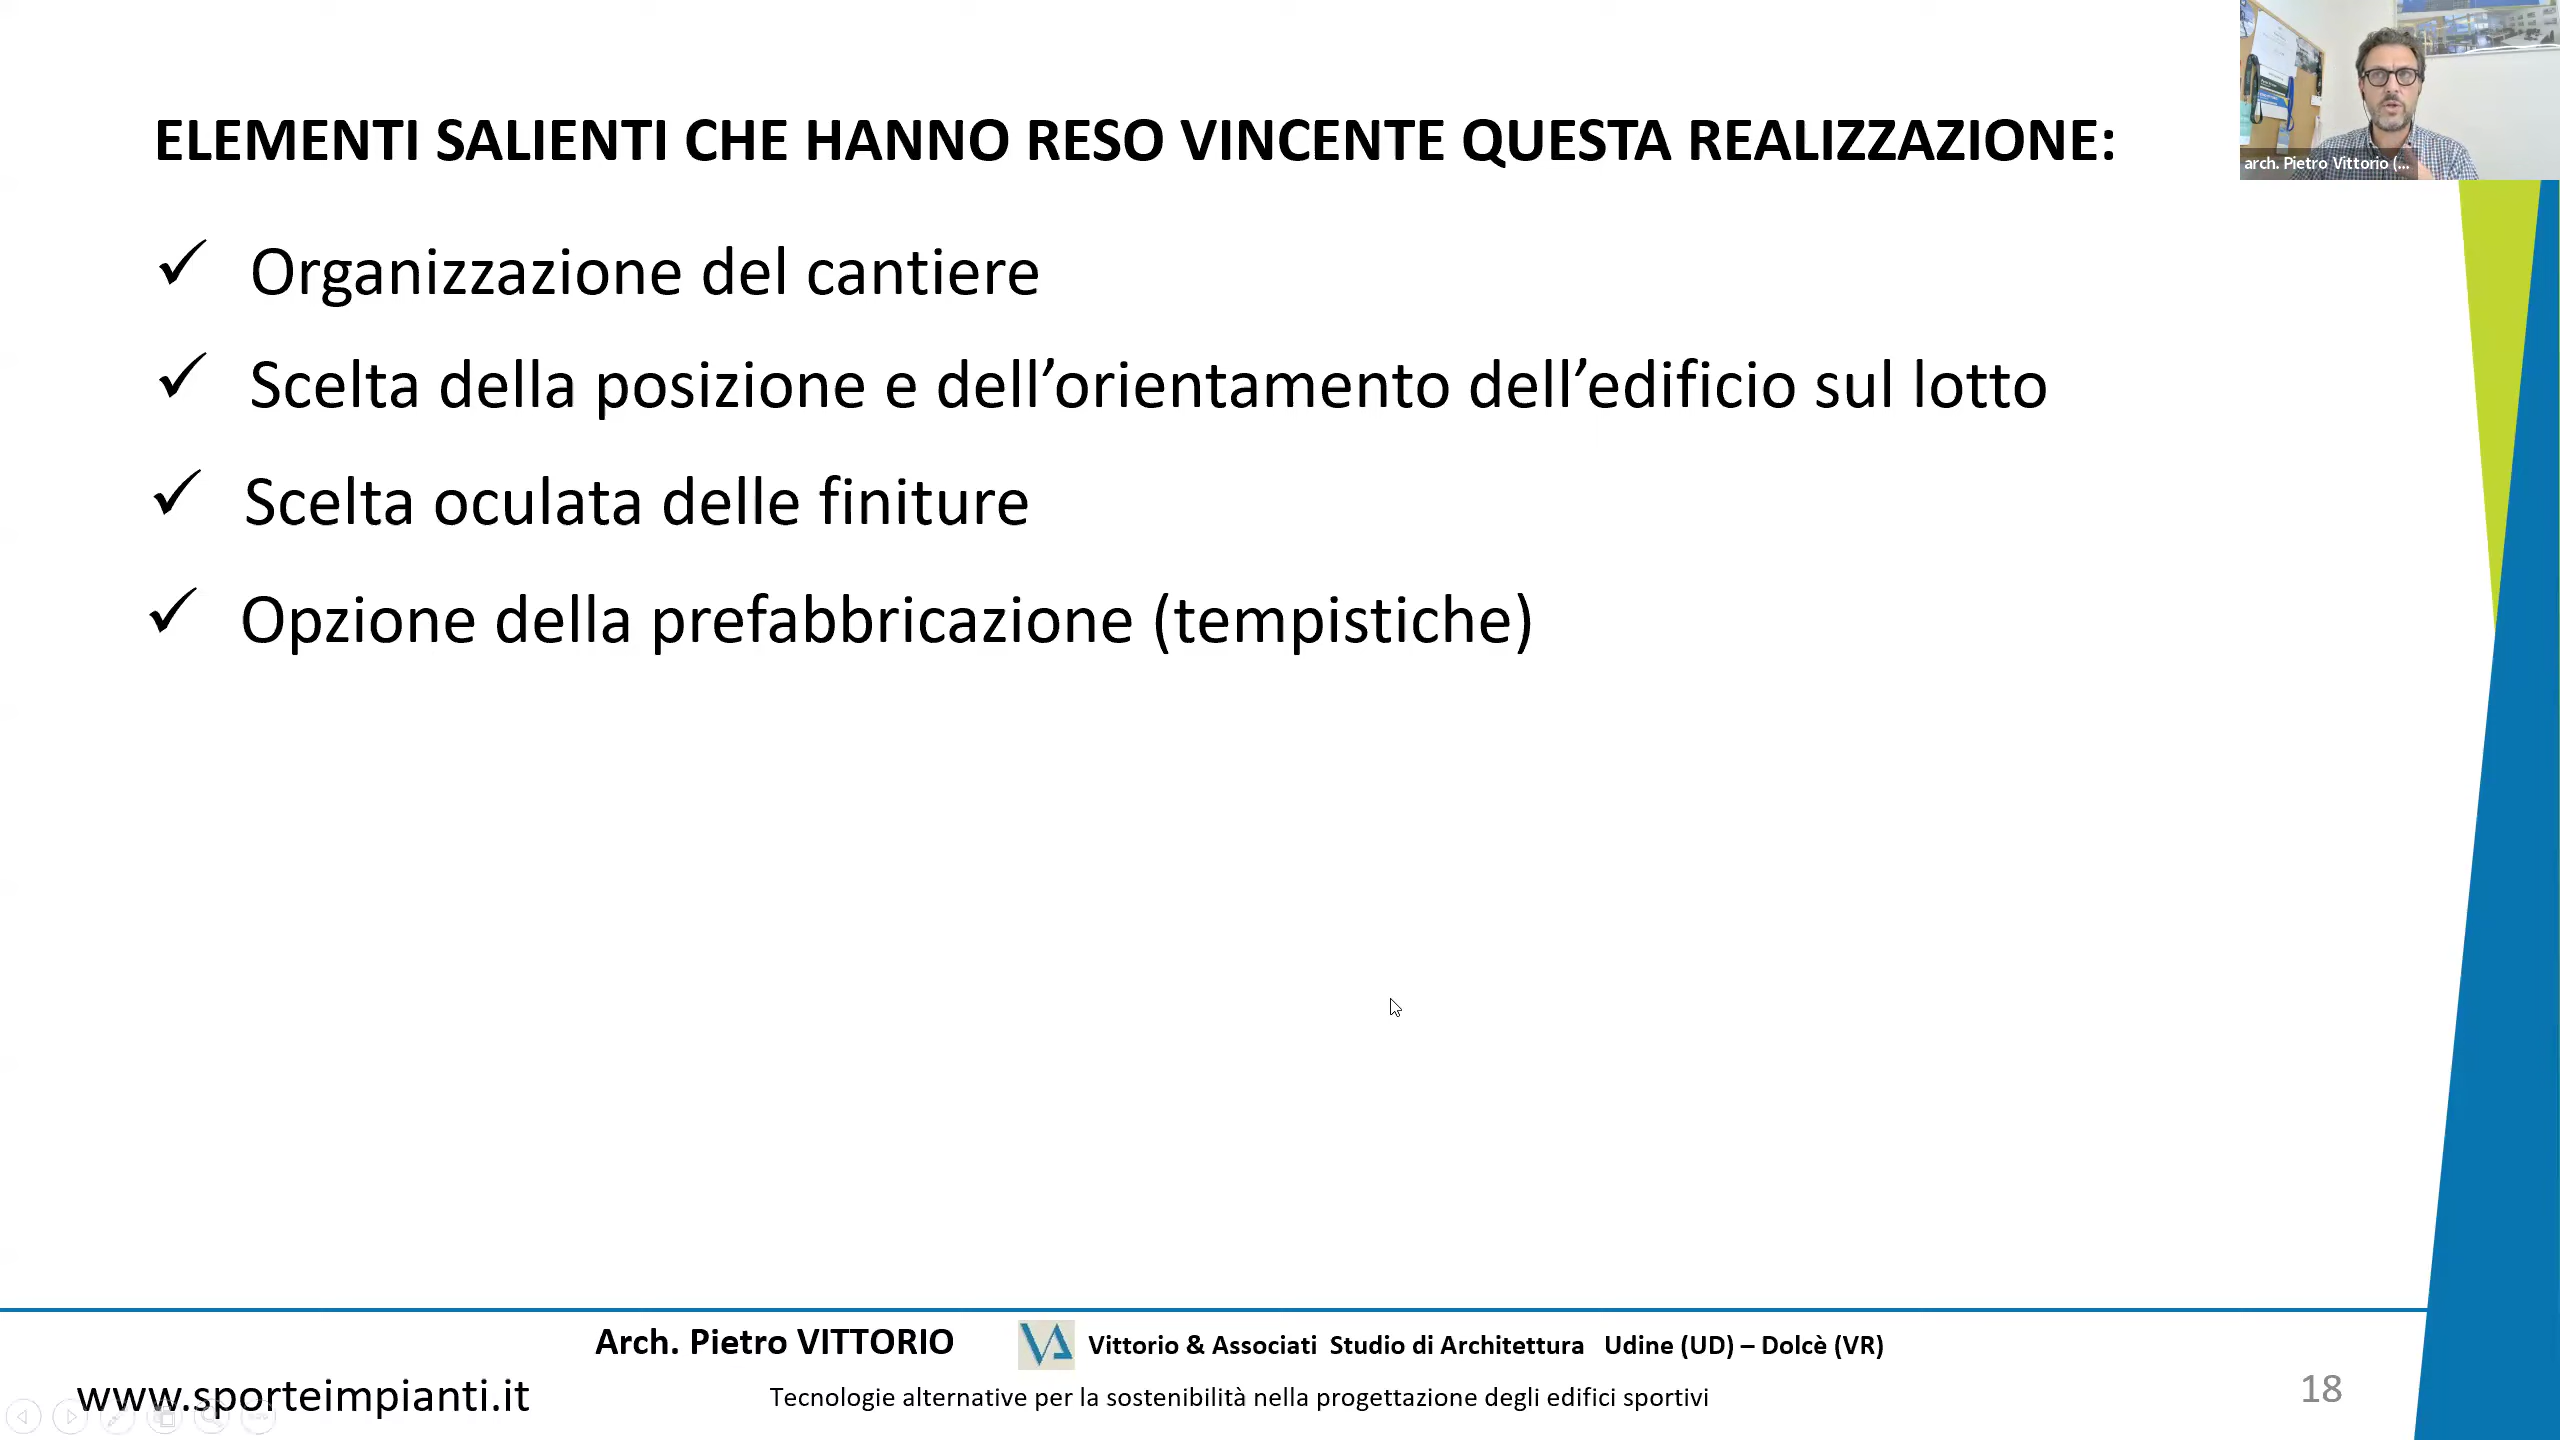 ELEMENTI SALIENTI CHE HANNO RESO VINCENTE QUESTA REALIZZAZIONE:
arch. Pietro Vittorio (...
✓ Organizzazione del cantiere
✓ Scelta della posizione e dell’orientamento dell’edificio sul lotto
✓ Scelta oculata delle finiture
✓ Opzione della prefabbricazione (tempistiche)
Arch. Pietro VITTORIO VA Vittorio & Associati Studio di Architettura Udine (UD) – Dolcè (VR)
www.sporteimpianti.it Tecnologie alternative per la sostenibilità nella progettazione degli edifici sportivi 18